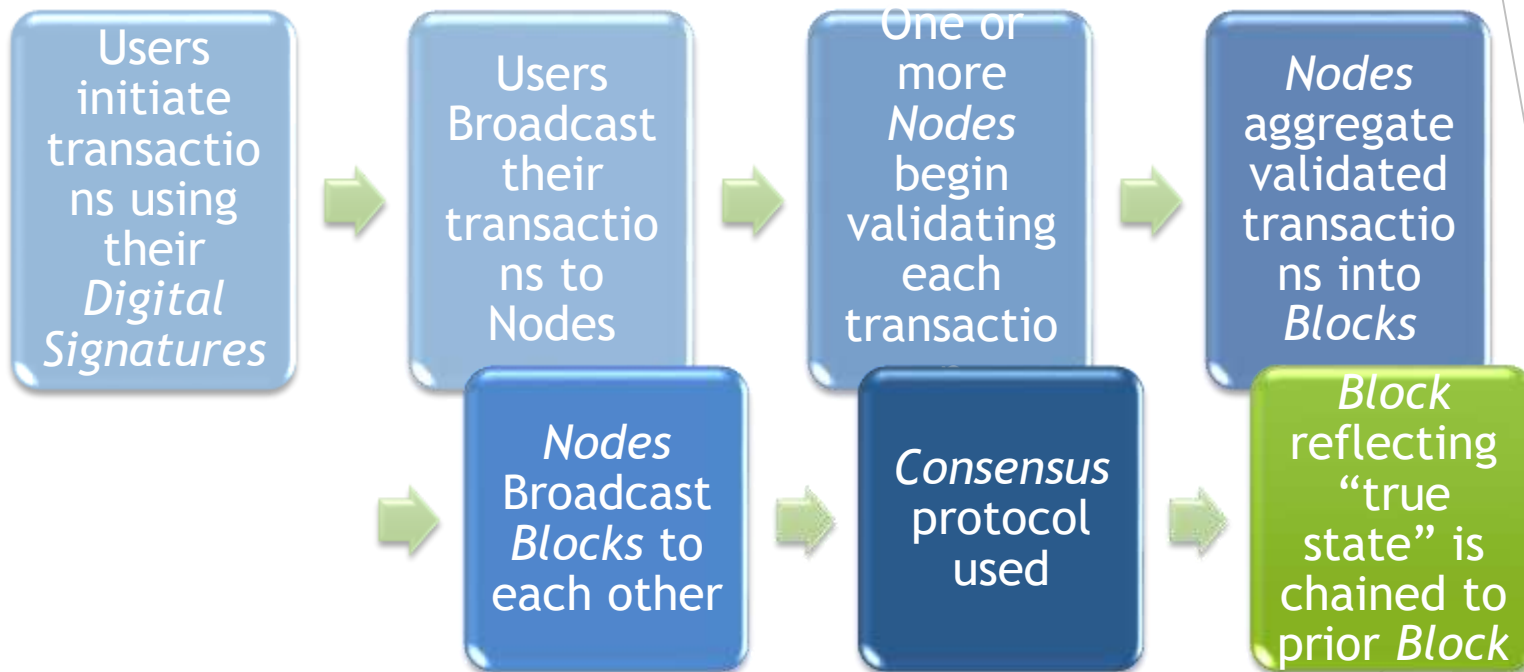 Users
initiate
transactio
ns using
their
Digital
Signatures
Users
Broadcast
their
transactio
ns to
Nodes
One or
more
Nodes
begin
validating
each
transactio
Nodes
aggregate
validated
transactio
ns into
Blocks
Nodes
Broadcast
Blocks to
each other
Consensus
protocol
used
Block
reflecting
“true
state” is
chained to
prior Block